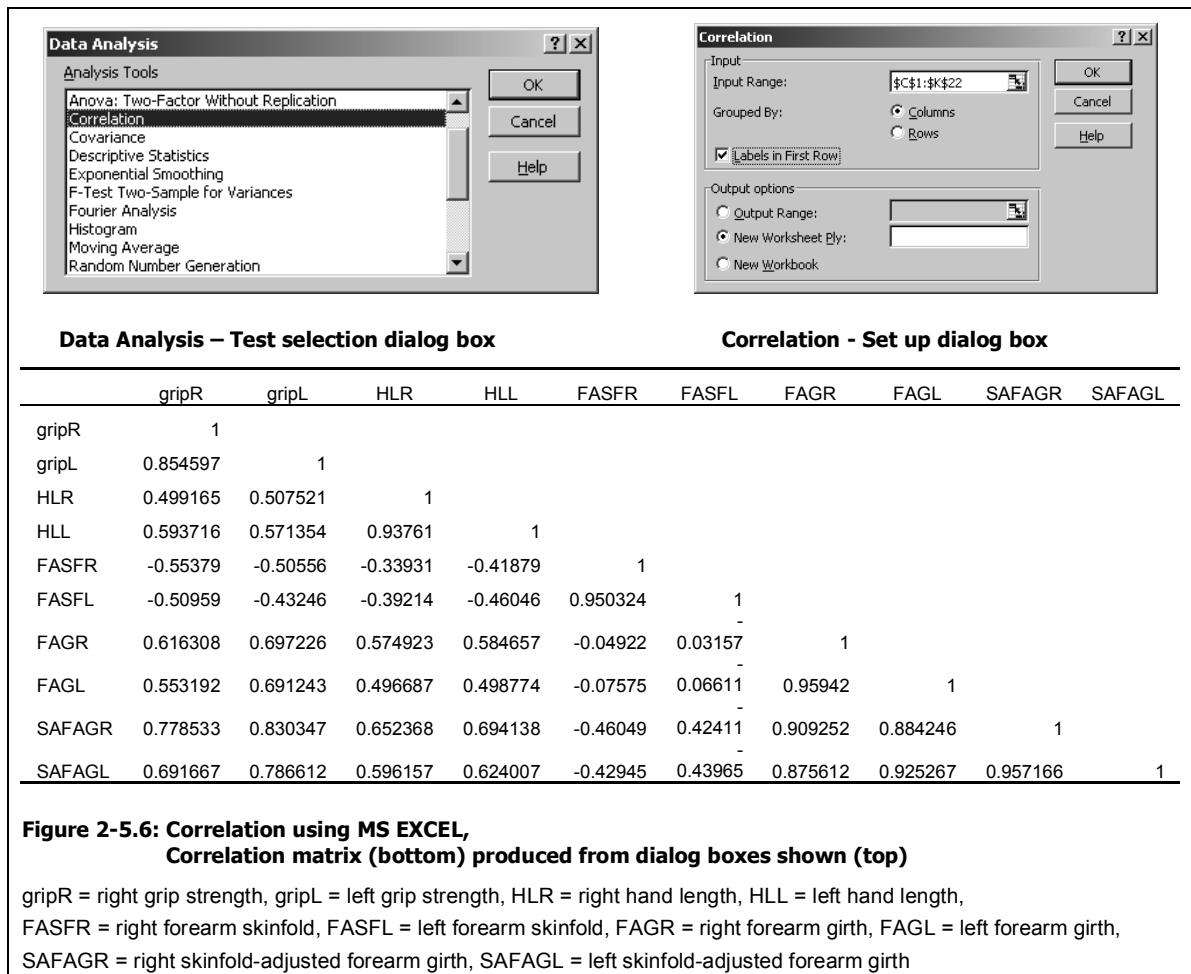 Data Analysis ? X
Analysis Tools
Anova: Two-Factor Without Replication
Correlation
Covariance
Descriptive Statistics
Exponential Smoothing
F-Test Two-Sample for Variances
Fourier Analysis
Histogram
Moving Average
Random Number Generation
OK
Cancel
Help
Correlation ? X
Input
Input Range: $C$1:$K$22
Grouped By: Columns
Rows
Labels in First Row
Output options
Output Range:
New Worksheet Ply:
New Workbook
OK
Cancel
Help
Data Analysis – Test selection dialog box
Correlation - Set up dialog box
gripR gripL HLR HLL FASFR FASFL FAGR FAGL SAFAGR SAFAGL
gripR 1
gripL 0.854597 1
HLR 0.499165 0.507521 1
HLL 0.593716 0.571354 0.93761 1
FASFR -0.55379 -0.50556 -0.33931 -0.41879 1
FASFL -0.50959 -0.43246 -0.39214 -0.46046 0.950324 1
-
FAGR 0.616308 0.697226 0.574923 0.584657 -0.04922 0.03157 1
-
FAGL 0.553192 0.691243 0.496687 0.498774 -0.07575 0.06611 0.95942 1
-
SAFAGR 0.778533 0.830347 0.652368 0.694138 -0.46049 0.42411 0.909252 0.884246 1
-
SAFAGL 0.691667 0.786612 0.596157 0.624007 -0.42945 0.43965 0.875612 0.925267 0.957166 1
Figure 2-5.6: Correlation using MS EXCEL,
Correlation matrix (bottom) produced from dialog boxes shown (top)
gripR = right grip strength, gripL = left grip strength, HLR = right hand length, HLL = left hand length,
FASFR = right forearm skinfold, FASFL = left forearm skinfold, FAGR = right forearm girth, FAGL = left forearm girth,
SAFAGR = right skinfold-adjusted forearm girth, SAFAGL = left skinfold-adjusted forearm girth